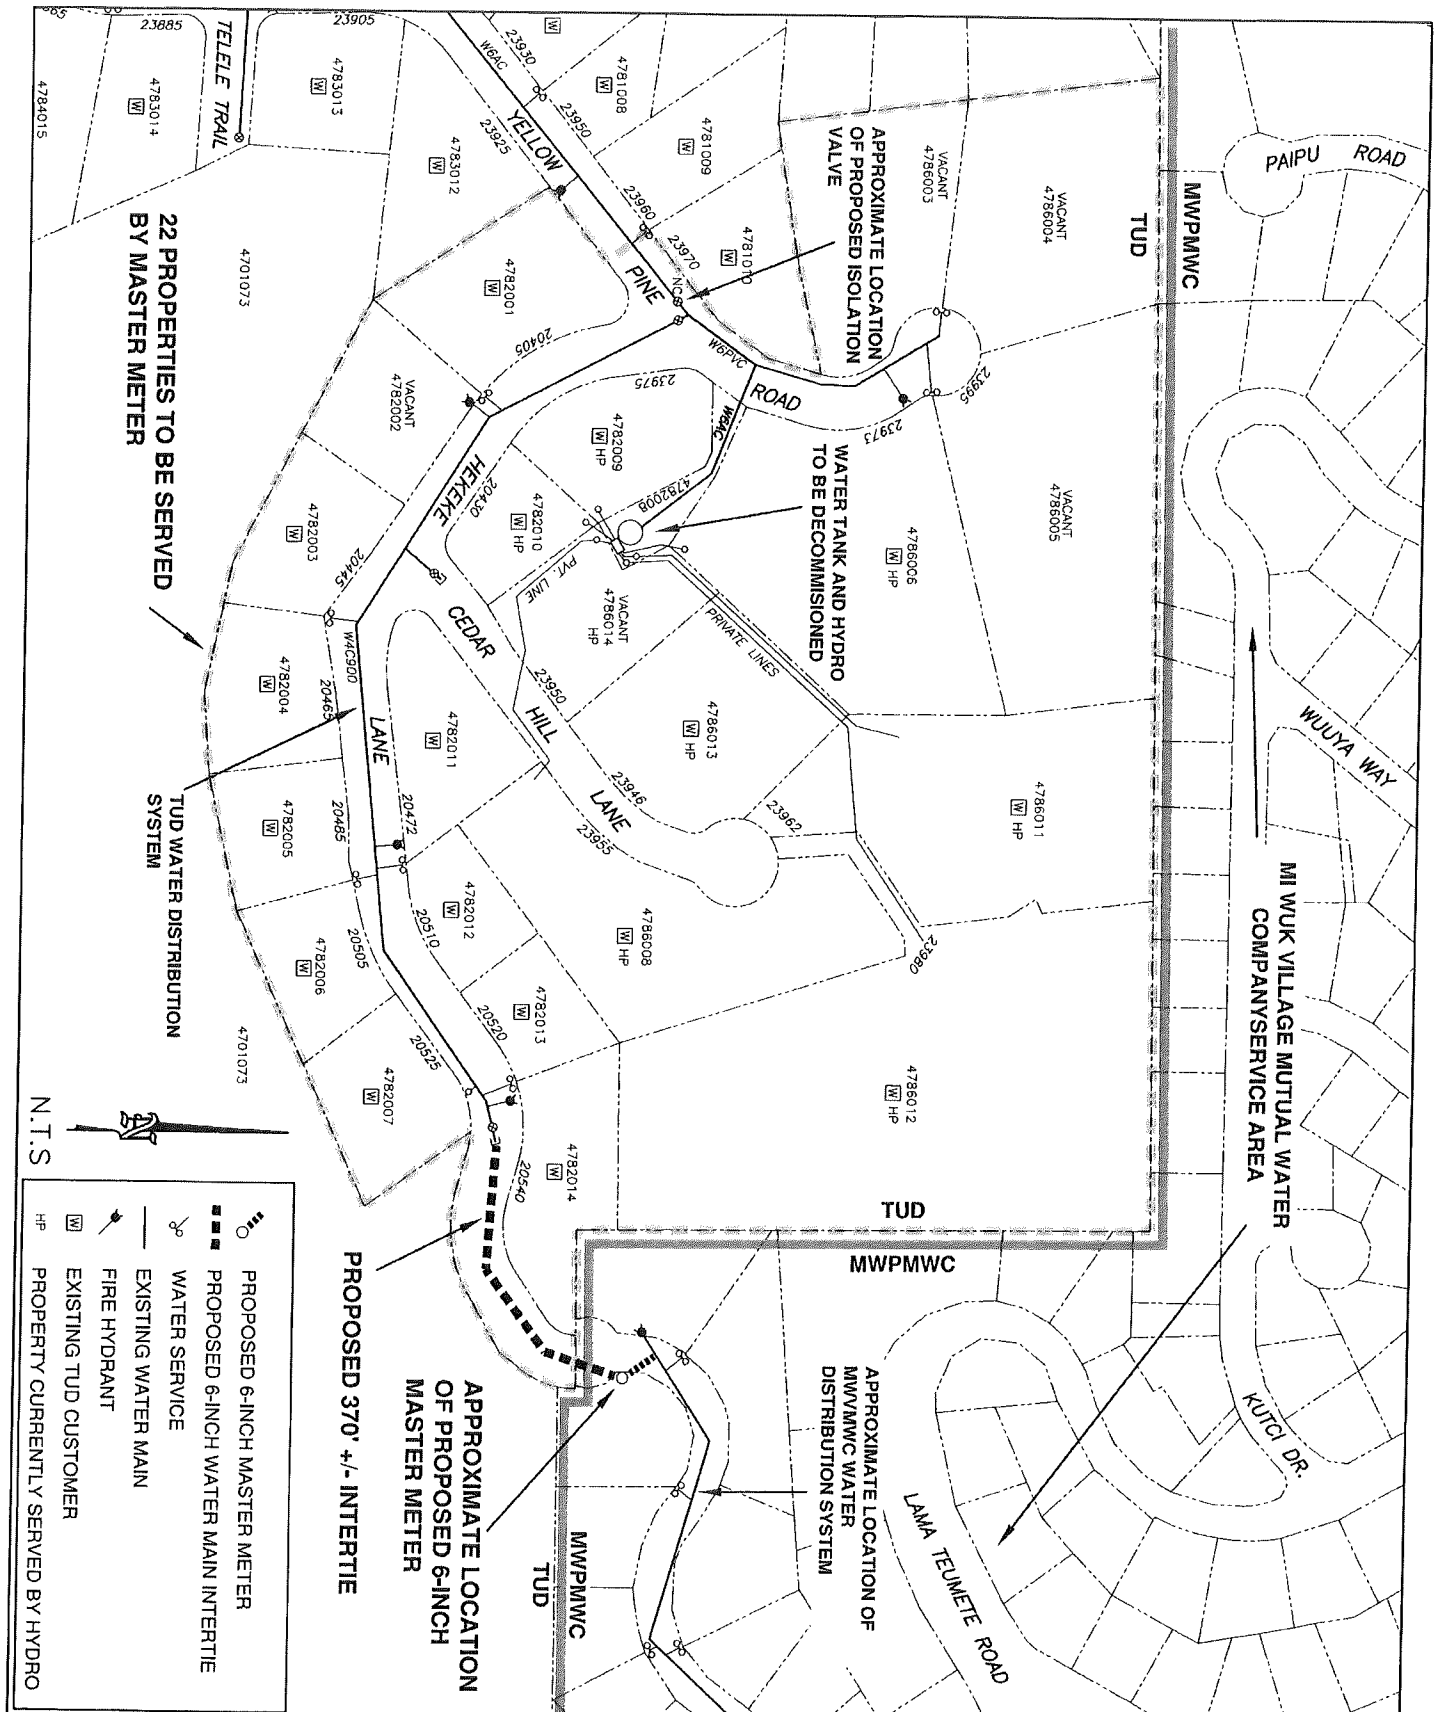 PAIPU ROAD
MWPMWC
TUD
WUUYA WAY
MI WUK VILLAGE MUTUAL WATER
COMPANYSERVICE AREA
KUTCI DR.
LAMA TEUMETE ROAD
VACANT
4786004
VACANT
4786003
VACANT
4786005
4786006
W HP
4786011
W HP
4786012
W HP
TUD
MWPMWC
APPROXIMATE LOCATION
OF PROPOSED ISOLATION
VALVE
WATER TANK AND HYDRO
TO BE DECOMMISIONED
APPROXIMATE LOCATION OF
MWVMWC WATER
DISTRIBUTION SYSTEM
23995
23973
23980
23962
ROAD
W6PVC
W6AC
PRIVATE LINES
PVT. LINE
W
4781008
W
4781009
W
4781010
W
23930
23950
23960
23970
W6AC
YELLOW
PINE
NC
23925
23905
23885
TELELE TRAIL
4783013
W
4783014
W
4784015
4783012
W
4701073
4782001
W
20405
23975
4782009
W HP
4782008
4782010
W HP
20430
VACANT
4782002
HEKEKE
LANE
4782003
W
20445
W4C900
4782004
W
20465
4782005
W
20485
4782006
W
20505
4782007
W
20525
4701073
CEDAR
HILL
LANE
VACANT
4786014
HP
23950
4786013
W HP
23946
23955
4786008
W HP
4782011
W
20472
4782012
W
20510
4782013
W
20520
4782014
W
20540
22 PROPERTIES TO BE SERVED
BY MASTER METER
TUD WATER DISTRIBUTION
SYSTEM
PROPOSED 370' +/- INTERTIE
APPROXIMATE LOCATION
OF PROPOSED 6-INCH
MASTER METER
MWPMWC
TUD
N.T.S
PROPOSED 6-INCH MASTER METER
PROPOSED 6-INCH WATER MAIN INTERTIE
WATER SERVICE
EXISTING WATER MAIN
FIRE HYDRANT
W EXISTING TUD CUSTOMER
HP PROPERTY CURRENTLY SERVED BY HYDRO